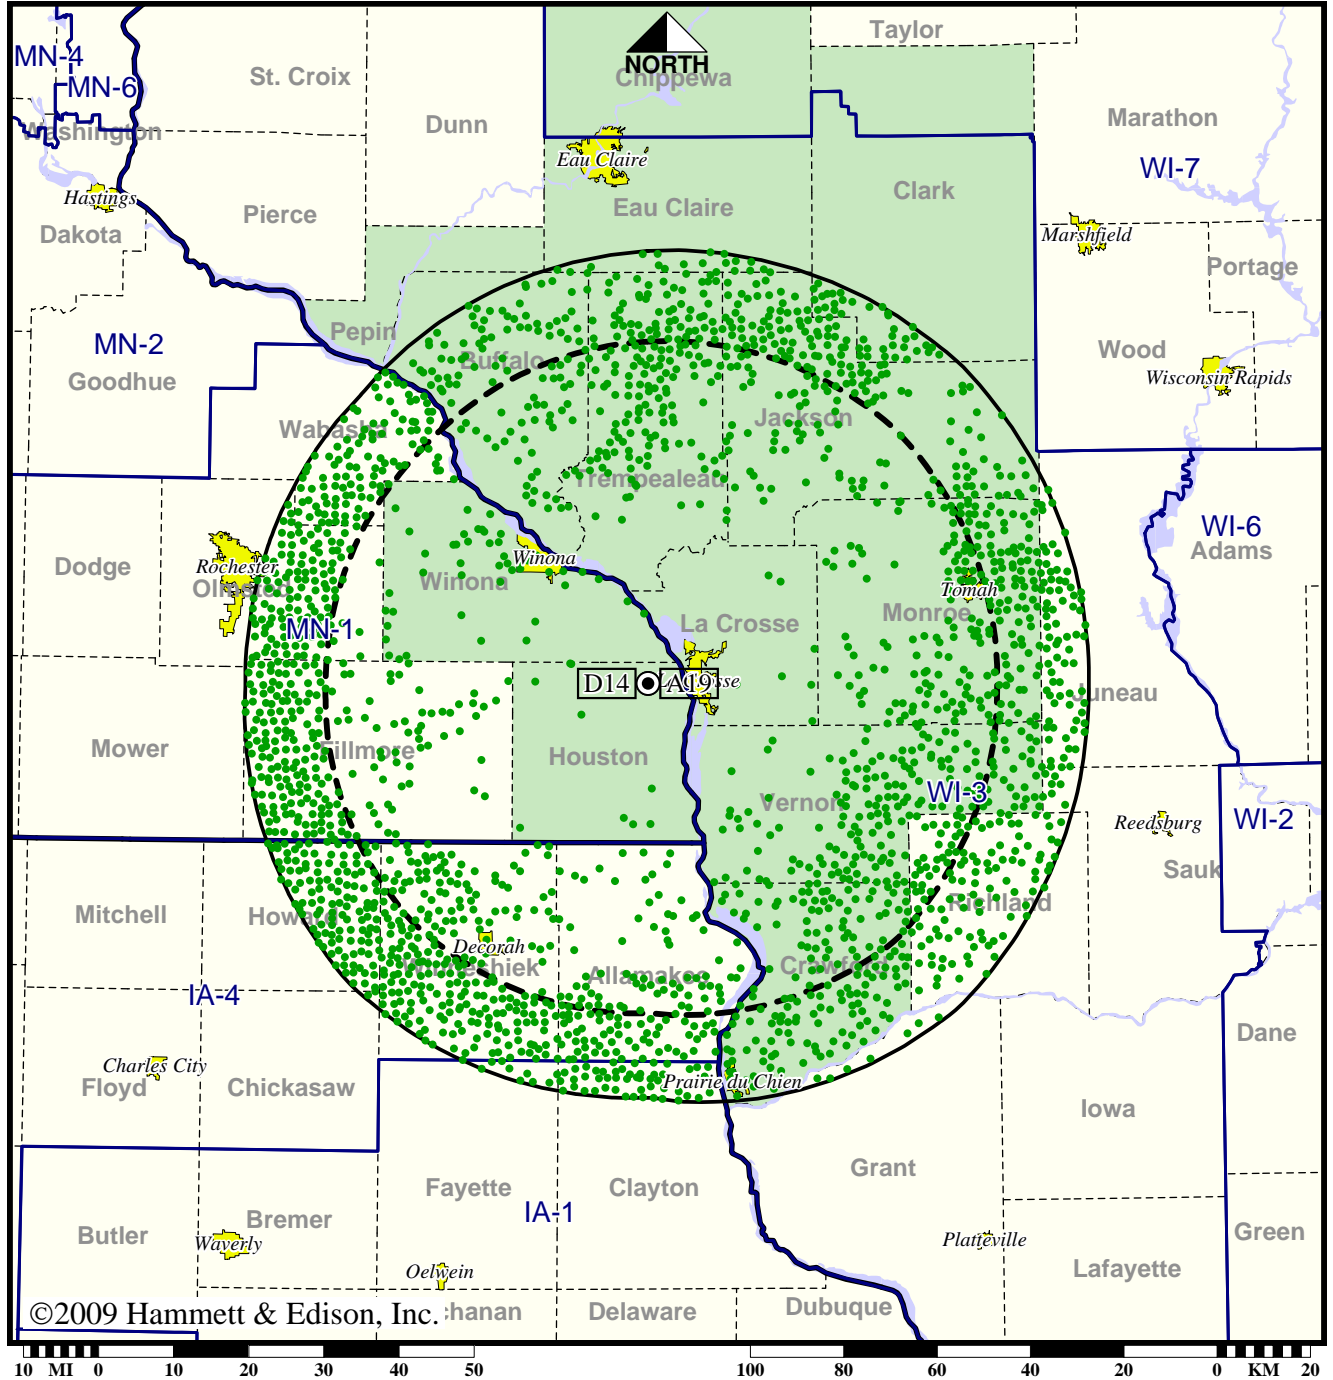 Taylor
MN-4
St. Croix
NORTH
Chippewa
MN-6
Dunn
Marathon
Washington
Eau Claire
WI-7
Hastings
Clark
Pierce
Eau Claire
Dakota
Marshfield
Portage
Pepin
MN-2
Buffalo
Wood
Goodhue
Wisconsin Rapids
Jackson
Wabasha
Trempealeau
WI-6
Adams
Winona
Dodge
Rochester
Olmsted
Winona
Tomah
Monroe
La Crosse
MN-1
D14
A19
Juneau
Mower
Fillmore
Houston
WI-3
Vernon
Reedsburg
WI-2
Sauk
Richland
Mitchell
Howard
Decorah
Winneshiek
Allamakee
Crawford
IA-4
Dane
Charles City
Floyd
Chickasaw
Prairie du Chien
Iowa
Grant
Fayette
Clayton
IA-1
Bremer
Butler
Waverly
Platteville
Green
Oelwein
Lafayette
©2009 Hammett & Edison, Inc.
chanan
Delaware
Dubuque
10 MI 0 10 20 30 40 50
100 80 60 40 20 0 KM 20